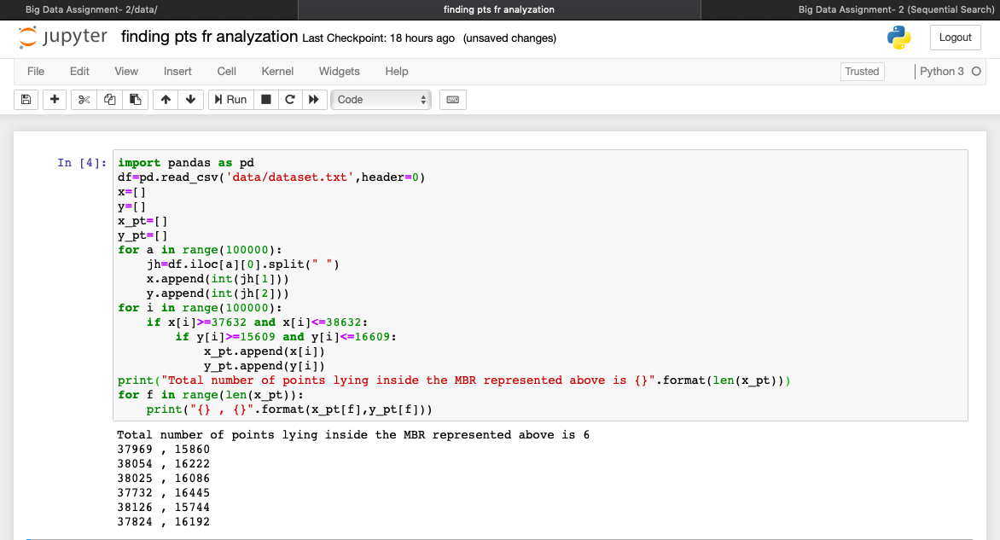 Big Data Assignment- 2/data/
finding pts fr analyzation
Big Data Assignment- 2 (Sequential Search)
jupyter finding pts fr analyzation Last Checkpoint: 18 hours ago (unsaved changes)
Logout
File Edit View Insert Cell Kernel Widgets Help
Trusted
Python 3
Run
Code
In [4]:
import pandas as pd
df=pd.read_csv('data/dataset.txt',header=0)
x=[]
y=[]
x_pt=[]
y_pt=[]
for a in range(100000):
    jh=df.iloc[a][0].split(" ")
    x.append(int(jh[1]))
    y.append(int(jh[2]))
for i in range(100000):
    if x[i]>=37632 and x[i]<=38632:
        if y[i]>=15609 and y[i]<=16609:
            x_pt.append(x[i])
            y_pt.append(y[i])
print("Total number of points lying inside the MBR represented above is {}".format(len(x_pt)))
for f in range(len(x_pt)):
    print("{} , {}".format(x_pt[f],y_pt[f]))
Total number of points lying inside the MBR represented above is 6
37969 , 15860
38054 , 16222
38025 , 16086
37732 , 16445
38126 , 15744
37824 , 16192